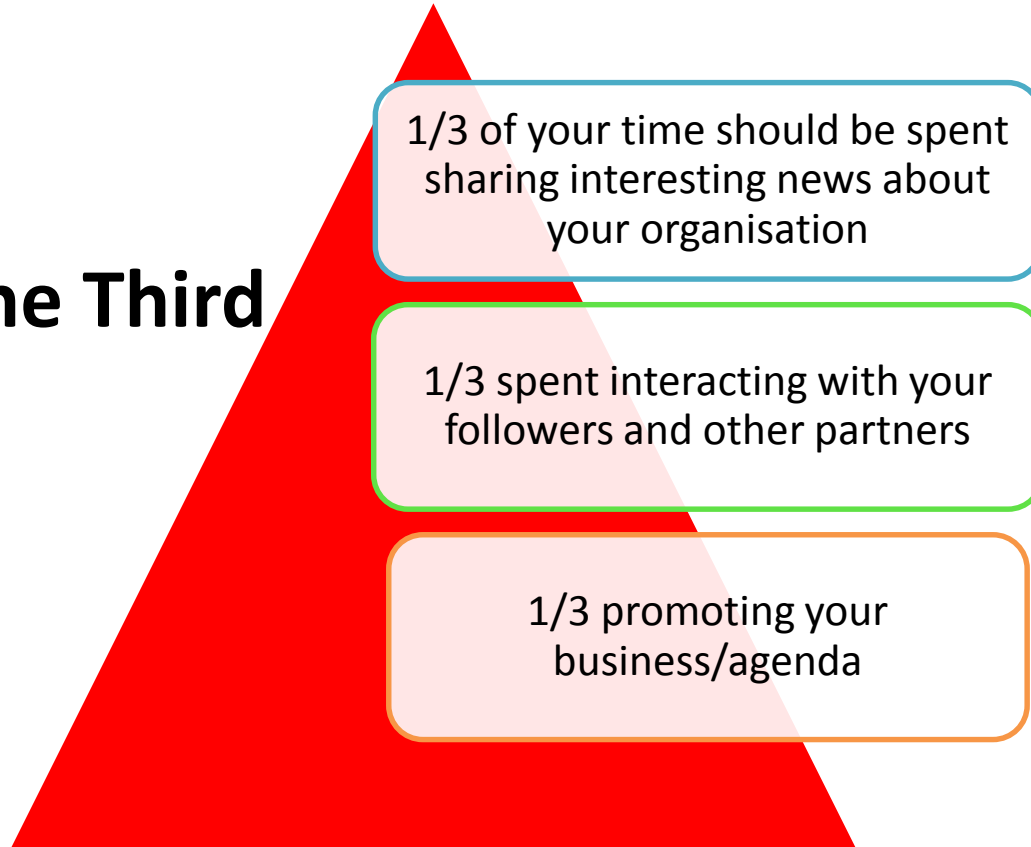 ne Third
1/3 of your time should be spent
sharing interesting news about
your organisation
1/3 spent interacting with your
followers and other partners
1/3 promoting your
business/agenda